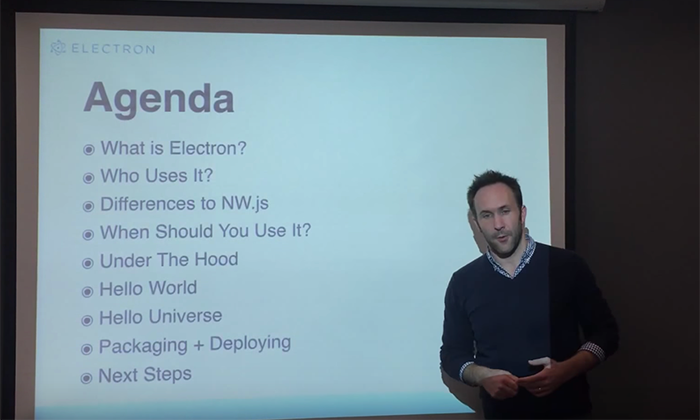 ELECTRON
Agenda
What is Electron?
Who Uses It?
Differences to NW.js
When Should You Use It?
Under The Hood
Hello World
Hello Universe
Packaging + Deploying
Next Steps